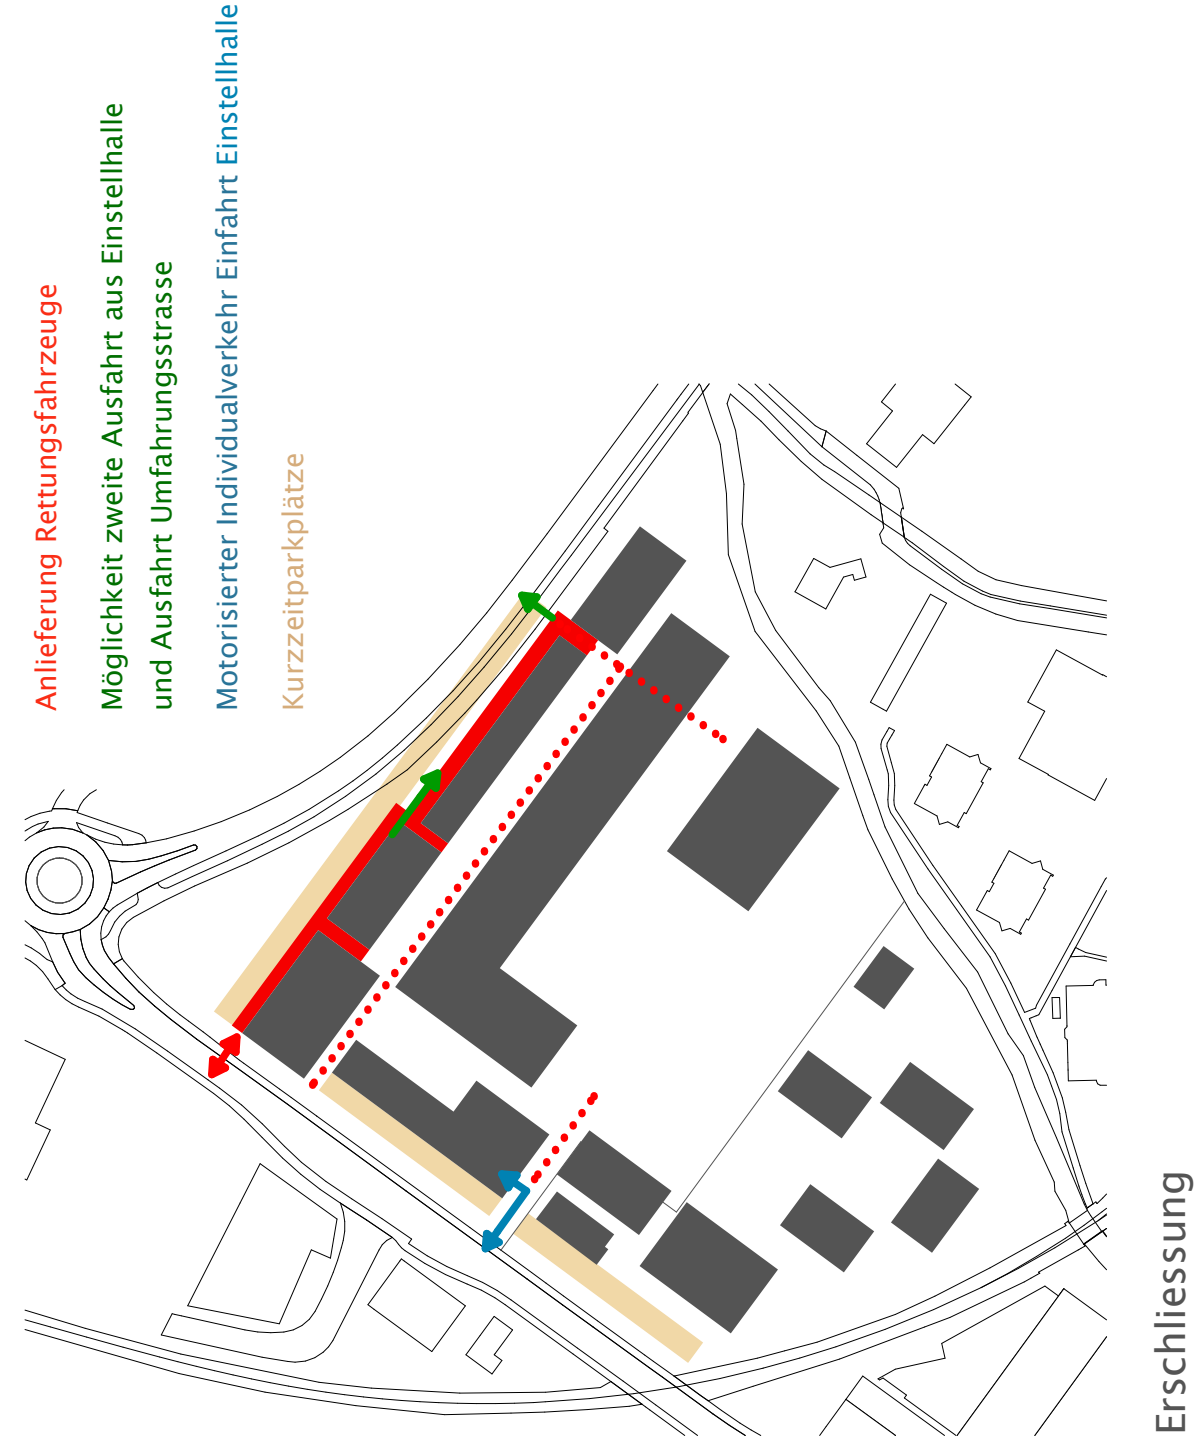 Anlieferung Rettungsfahrzeuge
Möglichkeit zweite Ausfahrt aus Einstellhalle
und Ausfahrt Umfahrungsstrasse
Motorisierter Individualverkehr Einfahrt Einstellhalle
Kurzzeitparkplätze
Erschliessung